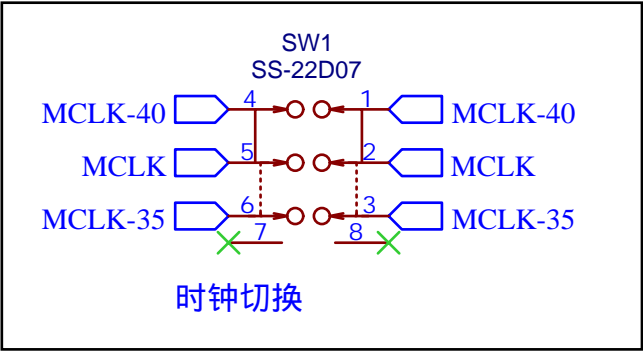 SW1
SS-22D07
MCLK-40 4 1 MCLK-40
MCLK 5 2 MCLK
MCLK-35 6 3 MCLK-35
7 8
时钟切换